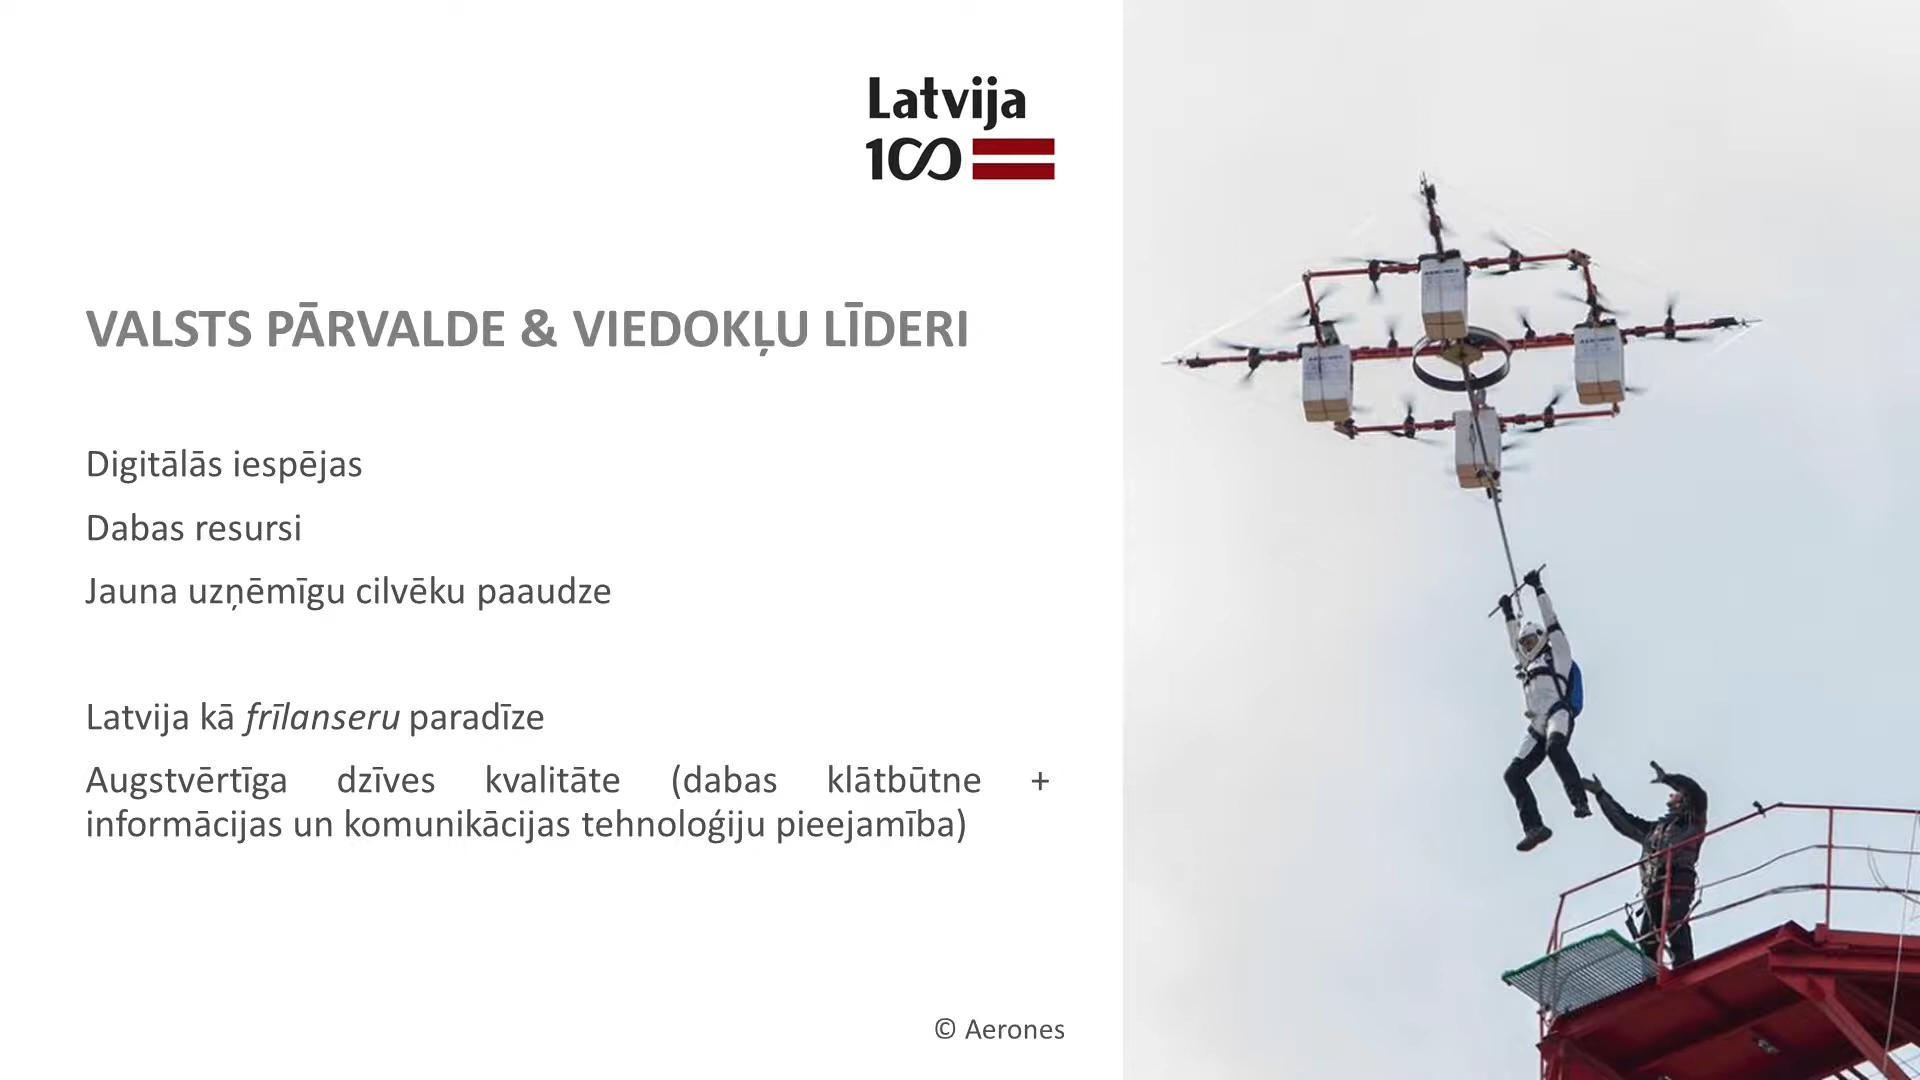 Latvija
100
VALSTS PĀRVALDE & VIEDOKĻU LĪDERI
Digitālās iespējas
Dabas resursi
Jauna uzņēmīgu cilvēku paaudze
Latvija kā frīlanseru paradīze
Augstvērtīga dzīves kvalitāte (dabas klātbūtne +
informācijas un komunikācijas tehnoloģiju pieejamība)
© Aerones